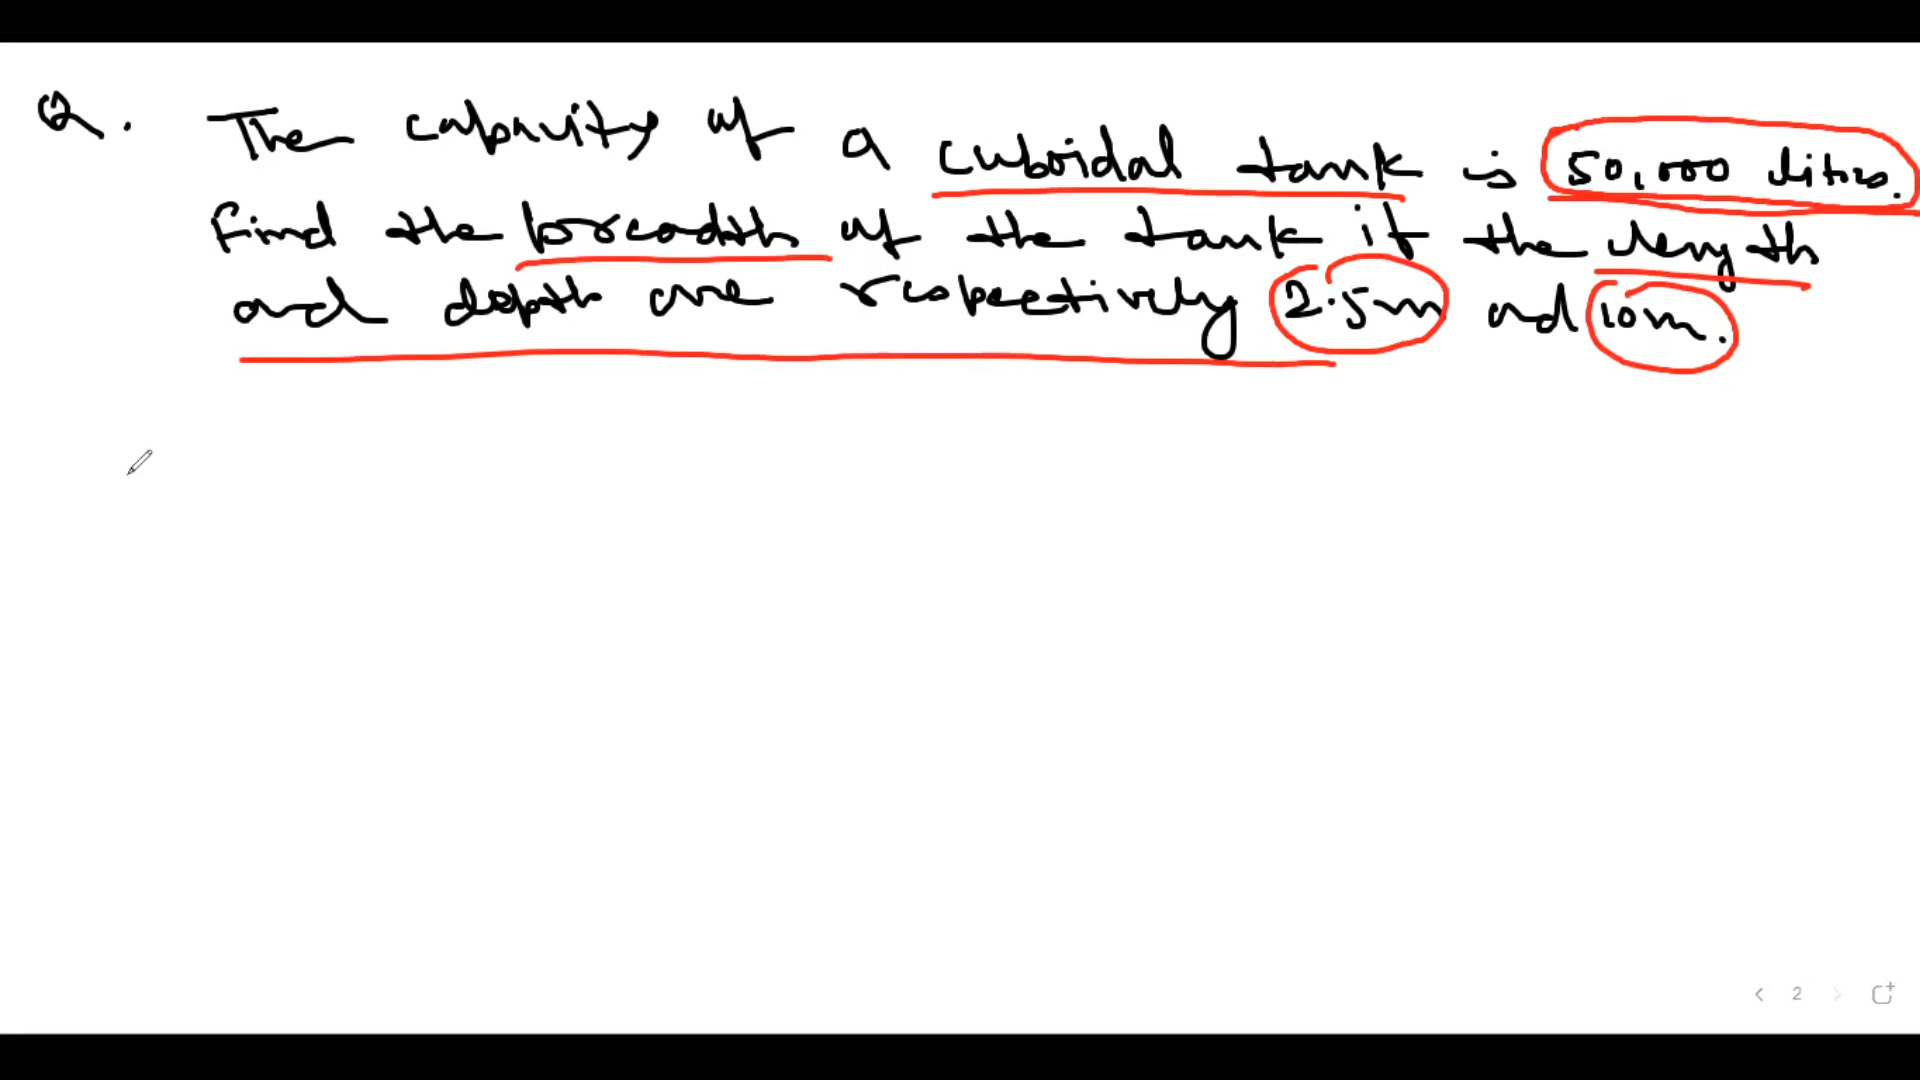 Q. The capacity of a cuboidal tank is 50,000 litres.
Find the breadth of the tank if the length
and depth are respectively 2.5m and 10m.
2